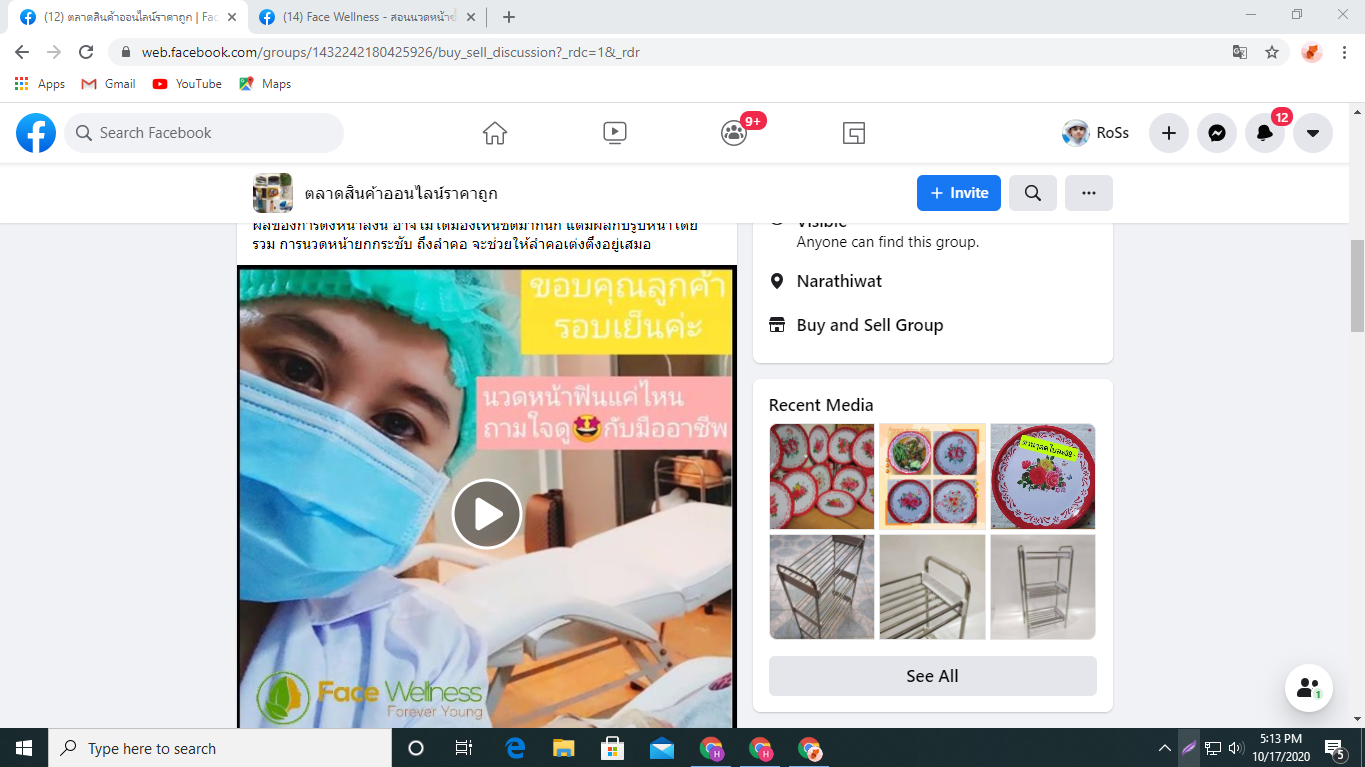 (12) ตลาดสินค้าออนไลน์ราคาถูก | Fac
(14) Face Wellness - สอนนวดหน้า
web.facebook.com/groups/1432242180425926/buy_sell_discussion?_rdc=1&_rdr
Apps
Gmail
YouTube
Maps
Search Facebook
9+
RoSs
12
ตลาดสินค้าออนไลน์ราคาถูก
+ Invite
รวม การนวดหน้ายกกระชับ ถึงลำคอ จะช่วยให้ลำคอเต่งตึงอยู่เสมอ
ขอบคุณลูกค้า
รอบเย็นค่ะ
นวดหน้าฟินแค่ไหน
ถามใจดู🤩กับมืออาชีพ
Face Wellness
Forever Young
Visible
Anyone can find this group.
Narathiwat
Buy and Sell Group
Recent Media
See All
1
Type here to search
H
H
5:13 PM
10/17/2020
5